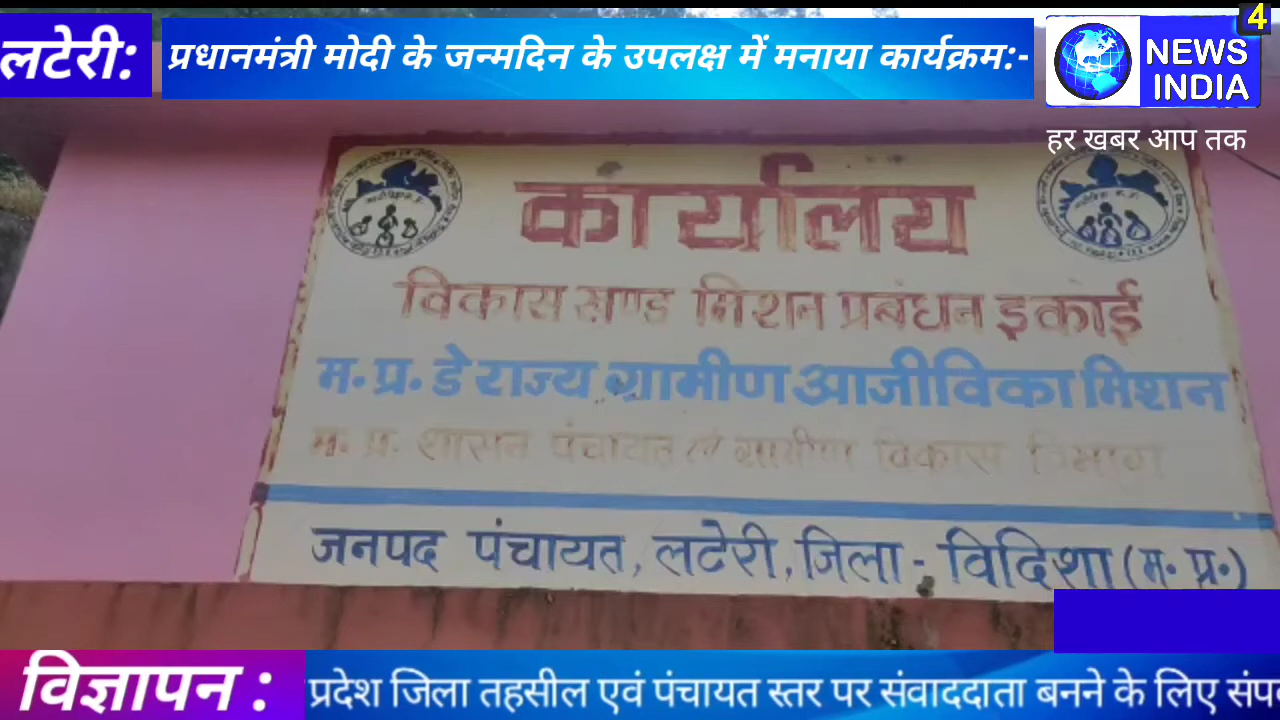 4
लटेरी: प्रधानमंत्री मोदी के जन्मदिन के उपलक्ष में मनाया कार्यक्रम:-
NEWS
INDIA
हर खबर आप तक
कार्यालय
विकास खण्ड मिशन प्रबंधन इकाई
म. प्र. डे राज्य ग्रामीण आजीविका मिशन
म. प्र. शासन पंचायत एवं ग्रामीण विकास विभाग
जनपद पंचायत, लटेरी, जिला - विदिशा (म. प्र.)
विज्ञापन : प्रदेश जिला तहसील एवं पंचायत स्तर पर संवाददाता बनने के लिए संप